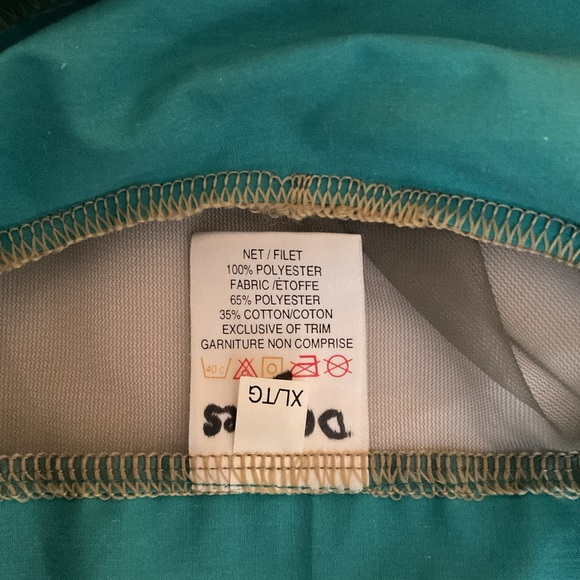 NET / FILET
100% POLYESTER
FABRIC /ÉTOFFE
65% POLYESTER
35% COTTON/COTON
EXCLUSIVE OF TRIM
GARNITURE NON COMPRISE
40 c
XL/TG